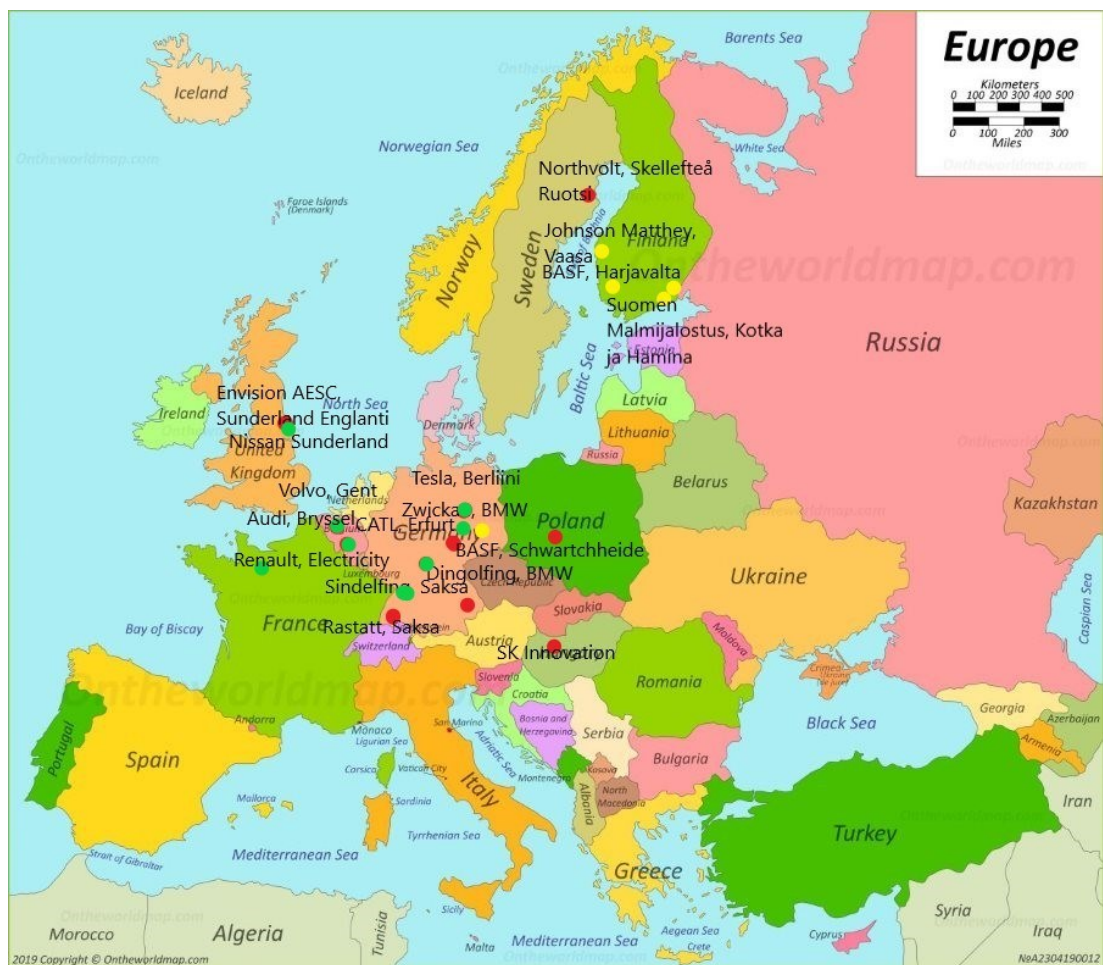 Europe
Kilometers
0 100 200 300 400 500
0 100 200 300
Miles
Barents Sea
Iceland
Ontheworldmap.com
Norwegian Sea
White Sea
Faroe Islands
(Denmark)
Northvolt, Skellefteå
Ruotsi
Norway
Sweden
Finland
Johnson Matthey,
Vaasa
BASF, Harjavalta
Ontheworldmap.com
Suomen
Malmijalostus, Kotka
ja Hamina
Estonia
Russia
Baltic Sea
Latvia
Lithuania
Russia
Belarus
Kazakhstan
Envision AESC,
Sunderland Englanti
Nissan Sunderland
North Sea
Ireland
United
Kingdom
Denmark
Netherlands
Tesla, Berliini
Volvo, Gent
Zwickau, BMW
Audi, Bryssel
CATL, Erfurt
Germany
Poland
BASF, Schwartchheide
Renault, Electricity
Luxembourg
Dingolfing, BMW
Czech Republic
Sindelfing, Saksa
Ukraine
Slovakia
France
Rastatt, Saksa
Bay of Biscay
Switzerland
Austria
SK Innovation
Moldova
Caspian Sea
Slovenia
Croatia
Romania
Crimea
Ontheworldmap.com
Bosnia and
Herzegovina
Serbia
Black Sea
Georgia
Azerbaijan
Armenia
Andorra
Monaco
Ligurian Sea
San Marino
Adriatic Sea
Bulgaria
Portugal
Spain
Corsica
Vatican City
Italy
Montenegro
Kosovo
North
Macedonia
Albania
Mallorca
Sardinia
Iran
Tyrrhenian Sea
Turkey
Greece
Strait of Gibraltar
Mediterranean Sea
Sicily
Aegean Sea
Crete
Syria
Cyprus
Morocco
Algeria
Tunisia
Malta
Mediterranean Sea
Iraq
2019 Copyright © Ontheworldmap.com
№A2304190012